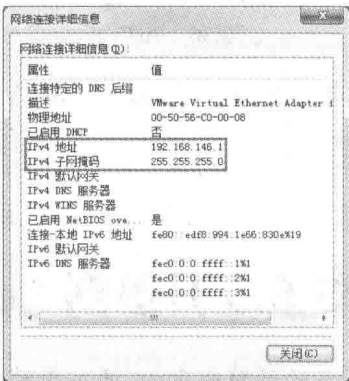 网络连接详细信息
网络连接详细信息(D):
属性 值
连接特定的 DNS 后缀
描述 VMware Virtual Ethernet Adapter
物理地址 00-50-56-C0-00-08
已启用 DHCP 否
IPv4 地址 192.168.146.1
IPv4 子网掩码 255.255.255.0
IPv4 默认网关
IPv4 DNS 服务器
IPv4 WINS 服务器
已启用 NetBIOS ove... 是
连接-本地 IPv6 地址 fe80::edf8:994:1e56:830e%19
IPv6 默认网关
IPv6 DNS 服务器 fec0:0:0:ffff::1%1
fec0:0:0:ffff::2%1
fec0:0:0:ffff::3%1
关闭(C)